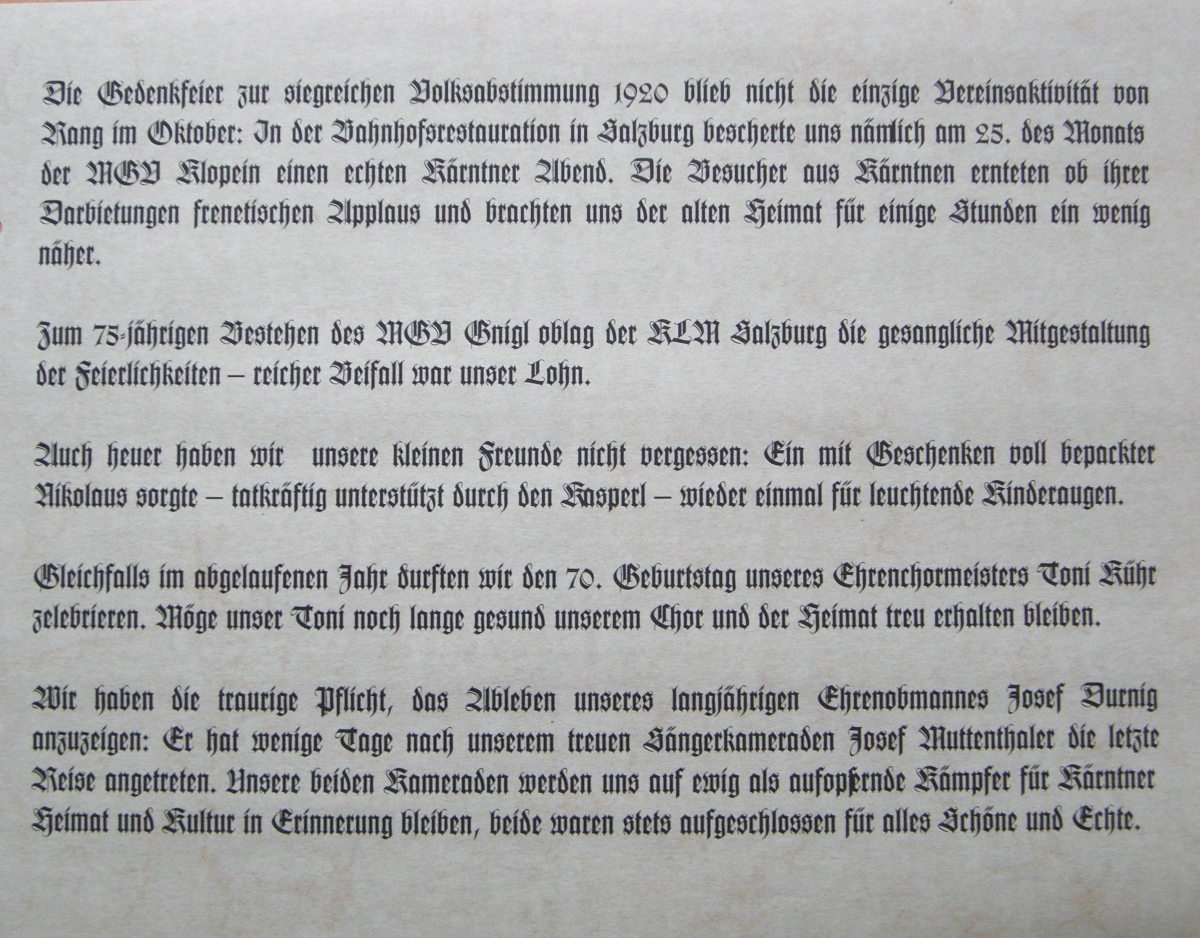 Die Gedenkfeier zur siegreichen Volksabstimmung 1920 blieb nicht die einzige Vereinsaktivität von
Rang im Oktober: In der Bahnhofsrestauration in Salzburg bescherte uns nämlich am 25. des Monats
der MGV Klopein einen echten Kärntner Abend. Die Besucher aus Kärntnen ernteten ob ihrer
Darbietungen frenetischen Applaus und brachten uns der alten Heimat für einige Stunden ein wenig
näher.
Zum 75-jährigen Bestehen des MGV Gnigl oblag der KLM Salzburg die gesangliche Mitgestaltung
der Feierlichkeiten – reicher Beifall war unser Lohn.
Auch heuer haben wir unsere kleinen Freunde nicht vergessen: Ein mit Geschenken voll bepackter
Nikolaus sorgte – tatkräftig unterstützt durch den Kasperl – wieder einmal für leuchtende Kinderaugen.
Gleichfalls im abgelaufenen Jahr durften wir den 70. Geburtstag unseres Ehrenchormeisters Toni Kühr
zelebrieren. Möge unser Toni noch lange gesund unserem Chor und der Heimat treu erhalten bleiben.
Wir haben die traurige Pflicht, das Ableben unseres langjährigen Ehrenobmannes Josef Durnig
anzuzeigen: Er hat wenige Tage nach unserem treuen Sängerkameraden Josef Muttenthaler die letzte
Reise angetreten. Unsere beiden Kameraden werden uns auf ewig als aufopfernde Kämpfer für Kärntner
Heimat und Kultur in Erinnerung bleiben, beide waren stets aufgeschlossen für alles Schöne und Echte.